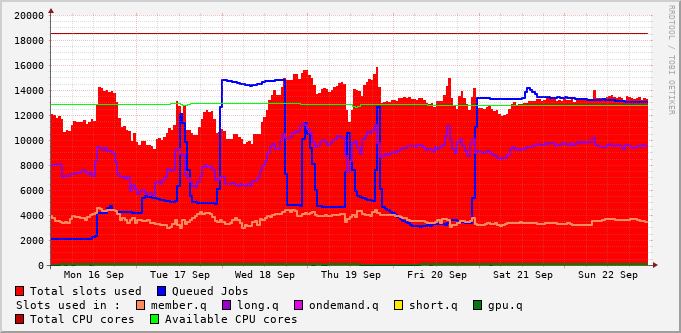 20000
18000
16000
14000
12000
10000
8000
6000
4000
2000
0
Mon 16 Sep Tue 17 Sep Wed 18 Sep Thu 19 Sep Fri 20 Sep Sat 21 Sep Sun 22 Sep
RRDTOOL / TOBI OETIKER
Total slots used Queued Jobs
Slots used in : member.q long.q ondemand.q short.q gpu.q
Total CPU cores Available CPU cores